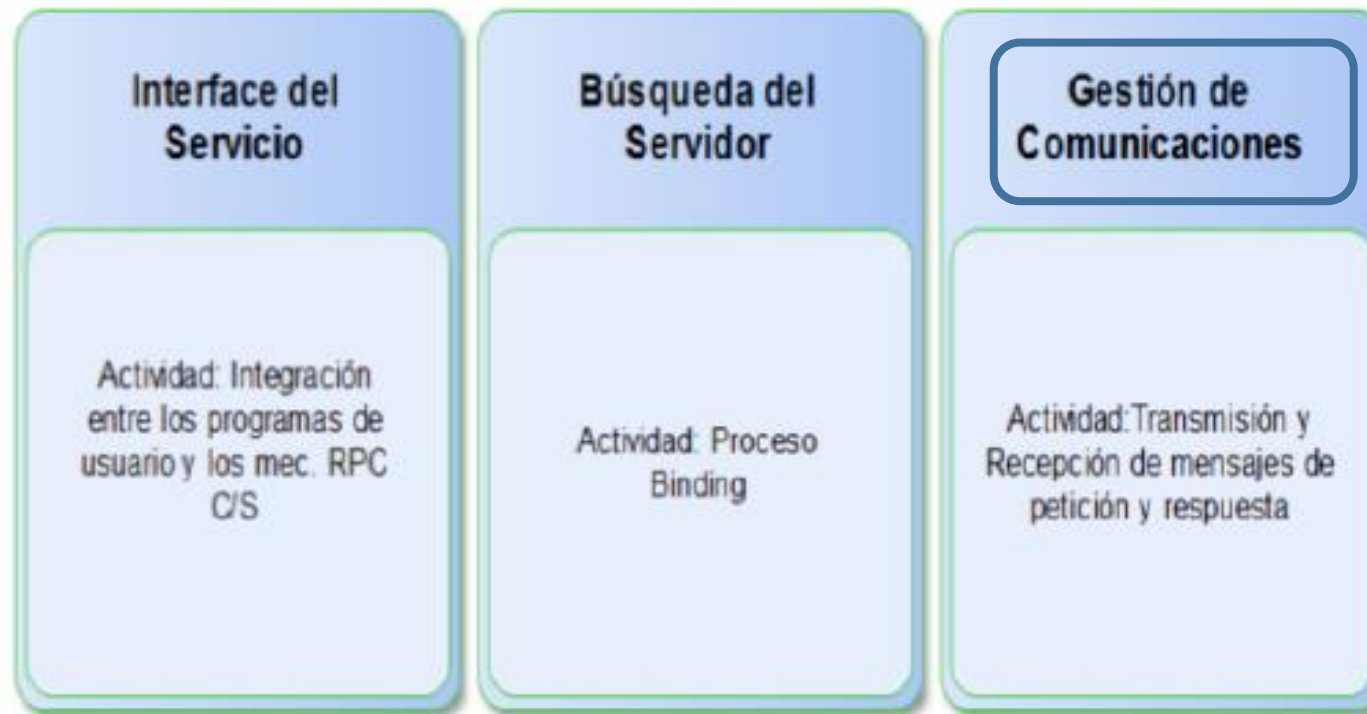 Interface del
Servicio
Actividad: Integración
entre los programas de
usuario y los mec. RPC
C/S
Búsqueda del
Servidor
Actividad: Proceso
Binding
Gestión de
Comunicaciones
Actividad:Transmisión y
Recepción de mensajes de
petición y respuesta